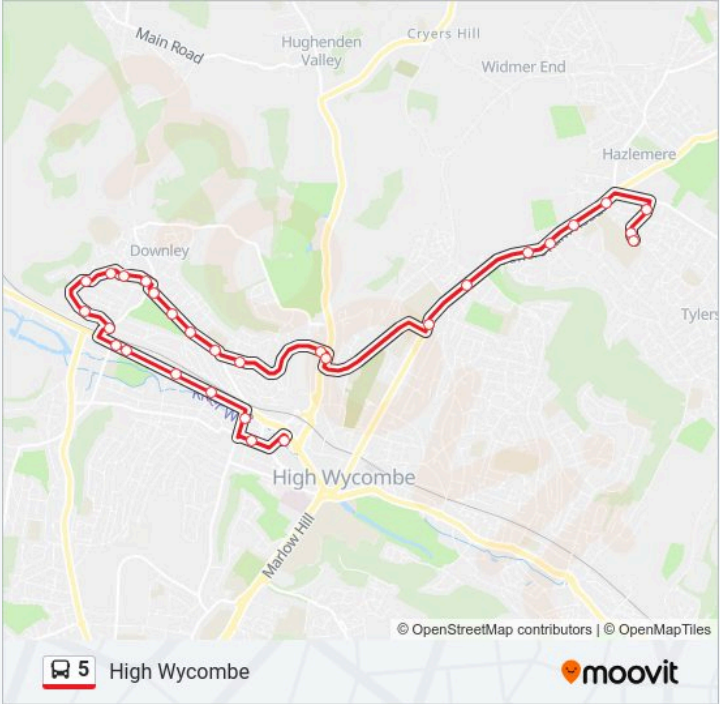 Main Road
Cryers Hill
Hughenden
Valley
Widmer End
Hazlemere
Downley
Tylers
High Wycombe
Marlow Hill
© OpenStreetMap contributors | © OpenMapTiles
5 High Wycombe
moovit